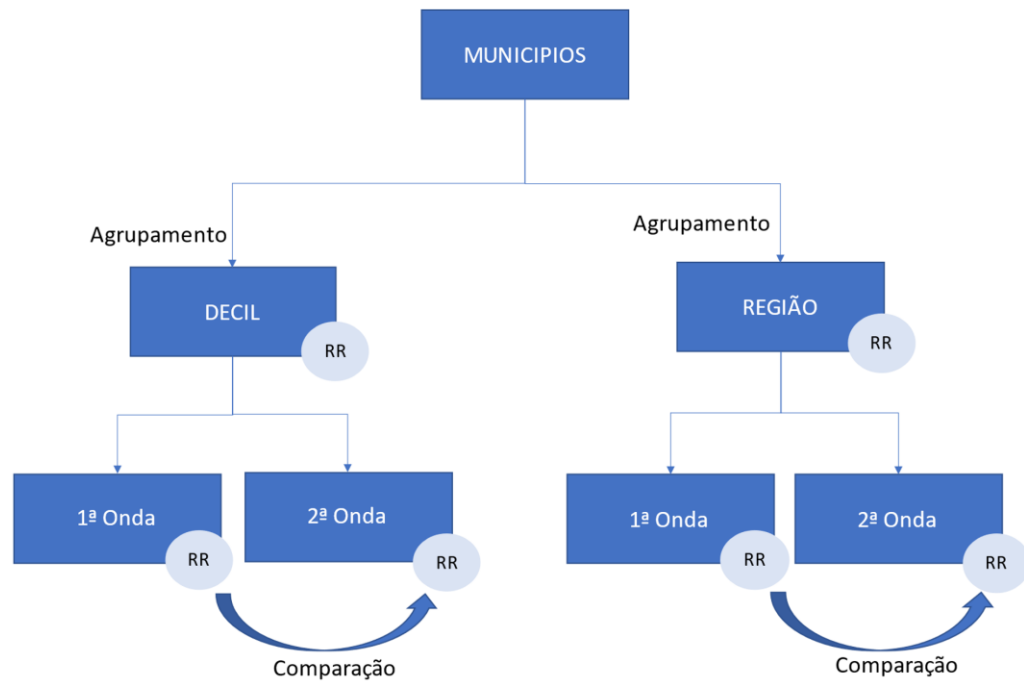 MUNICIPIOS
Agrupamento
Agrupamento
DECIL
RR
REGIÃO
RR
1ª Onda
RR
2ª Onda
RR
1ª Onda
RR
2ª Onda
RR
Comparação
Comparação